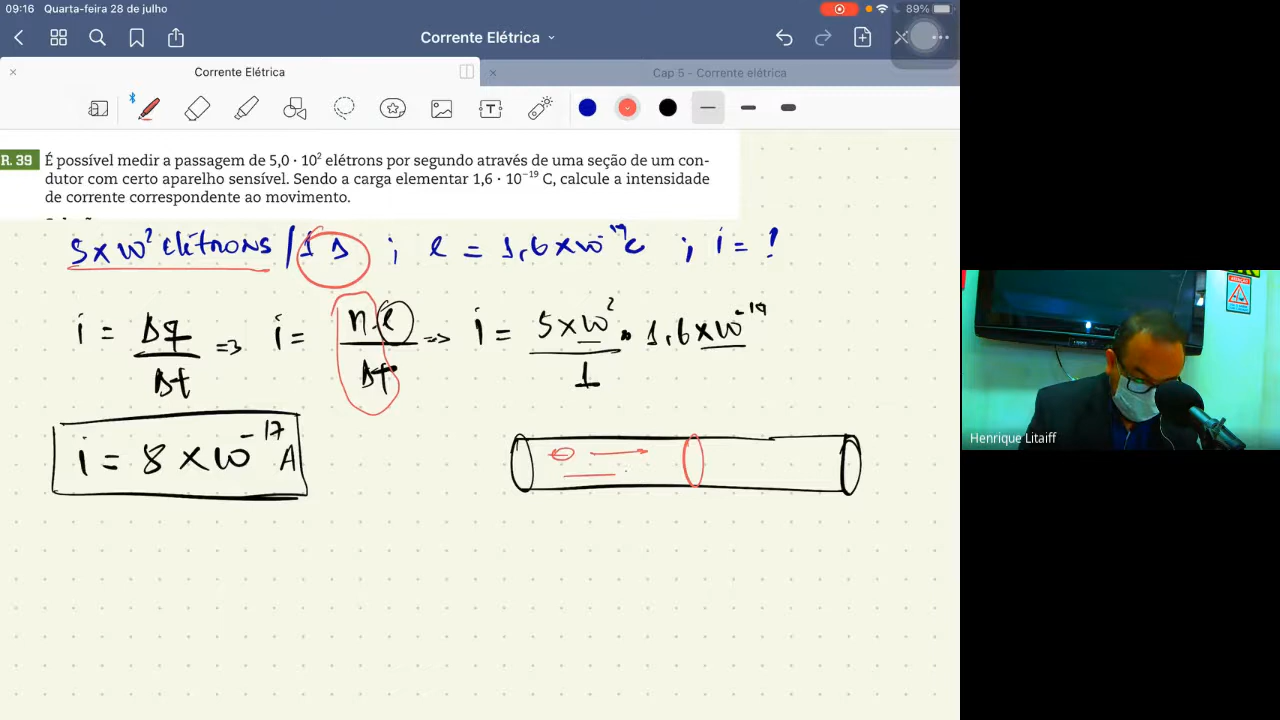 09:16 Quarta-feira 28 de julho 89%
Corrente Elétrica
Corrente Elétrica
Cap 5 - Corrente elétrica
R. 39 É possível medir a passagem de 5,0 · 10² elétrons por segundo através de uma seção de um con-
dutor com certo aparelho sensível. Sendo a carga elementar 1,6 · 10⁻¹⁹ C, calcule a intensidade
de corrente correspondente ao movimento.
5×10² elétrons / 1 s ; e = 1,6×10⁻¹⁹ C ; i = ?
i = Δq/Δt => i = n.e/Δt => i = 5×10²/1 . 1,6×10⁻¹⁹
i = 8×10⁻¹⁷ A
Henrique Litaiff